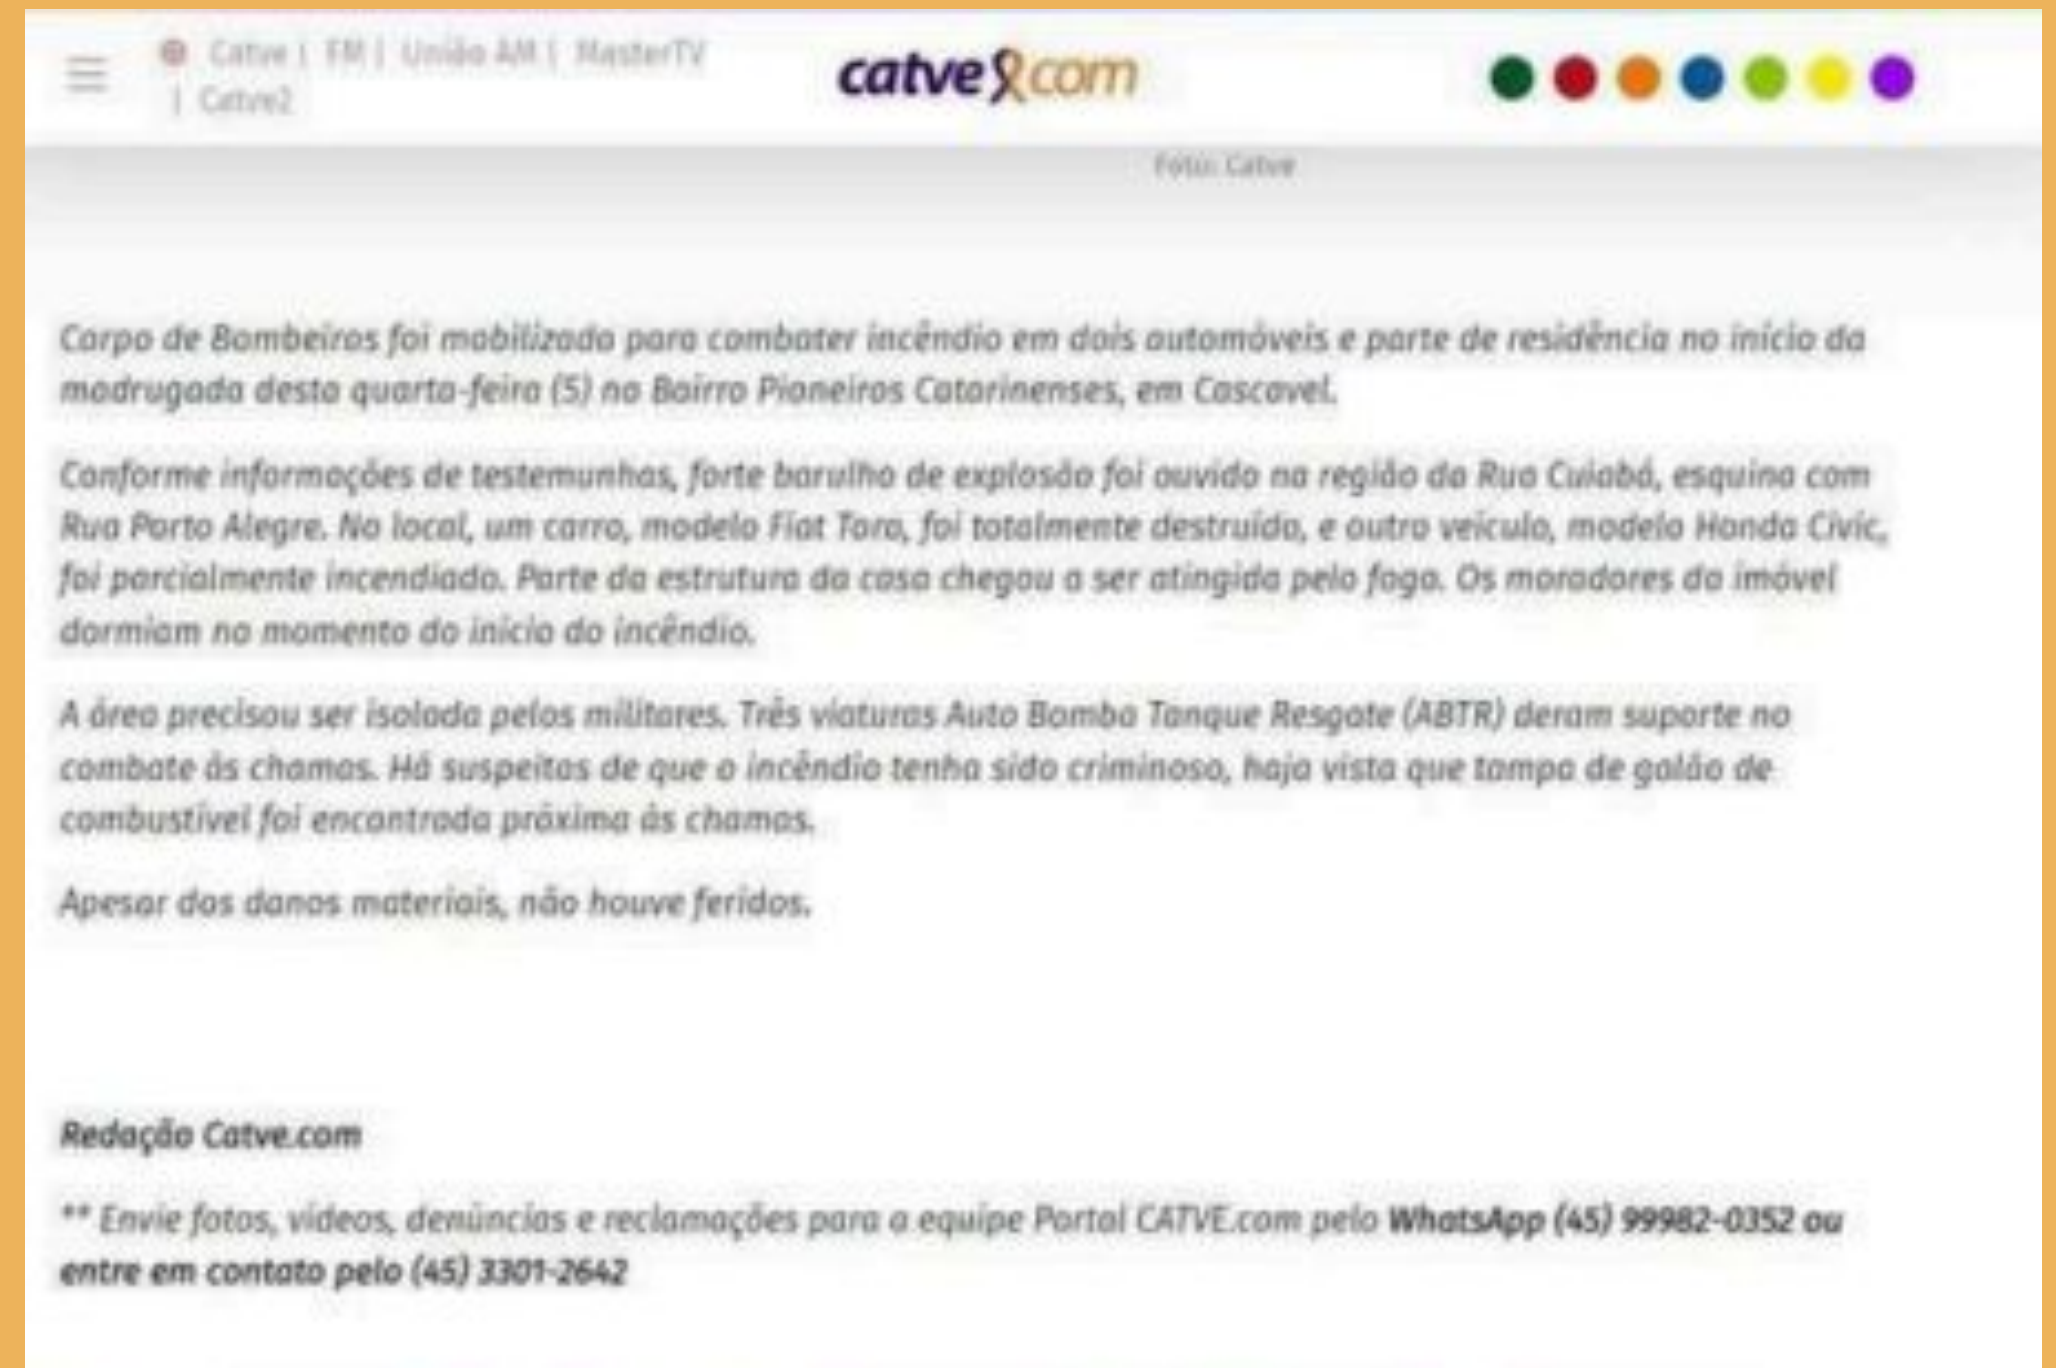 Catve | FM | União AM | MasterTV
| Catve2
catve.com
Foto: Catve
Corpo de Bombeiros foi mobilizado para combater incêndio em dois automóveis e parte de residência no início da
madrugada desta quarta-feira (5) no Bairro Pioneiros Catarinenses, em Cascavel.
Conforme informações de testemunhas, forte barulho de explosão foi ouvido na região da Rua Cuiabá, esquina com
Rua Porto Alegre. No local, um carro, modelo Fiat Toro, foi totalmente destruído, e outro veículo, modelo Honda Civic,
foi parcialmente incendiado. Parte da estrutura da casa chegou a ser atingida pelo fogo. Os moradores do imóvel
dormiam no momento do início do incêndio.
A área precisou ser isolada pelos militares. Três viaturas Auto Bomba Tanque Resgate (ABTR) deram suporte no
combate às chamas. Há suspeitas de que o incêndio tenha sido criminoso, haja vista que tampa de galão de
combustível foi encontrada próxima às chamas.
Apesar dos danos materiais, não houve feridos.
Redação Catve.com
** Envie fotos, vídeos, denúncias e reclamações para a equipe Portal CATVE.com pelo WhatsApp (45) 99982-0352 ou
entre em contato pelo (45) 3301-2642